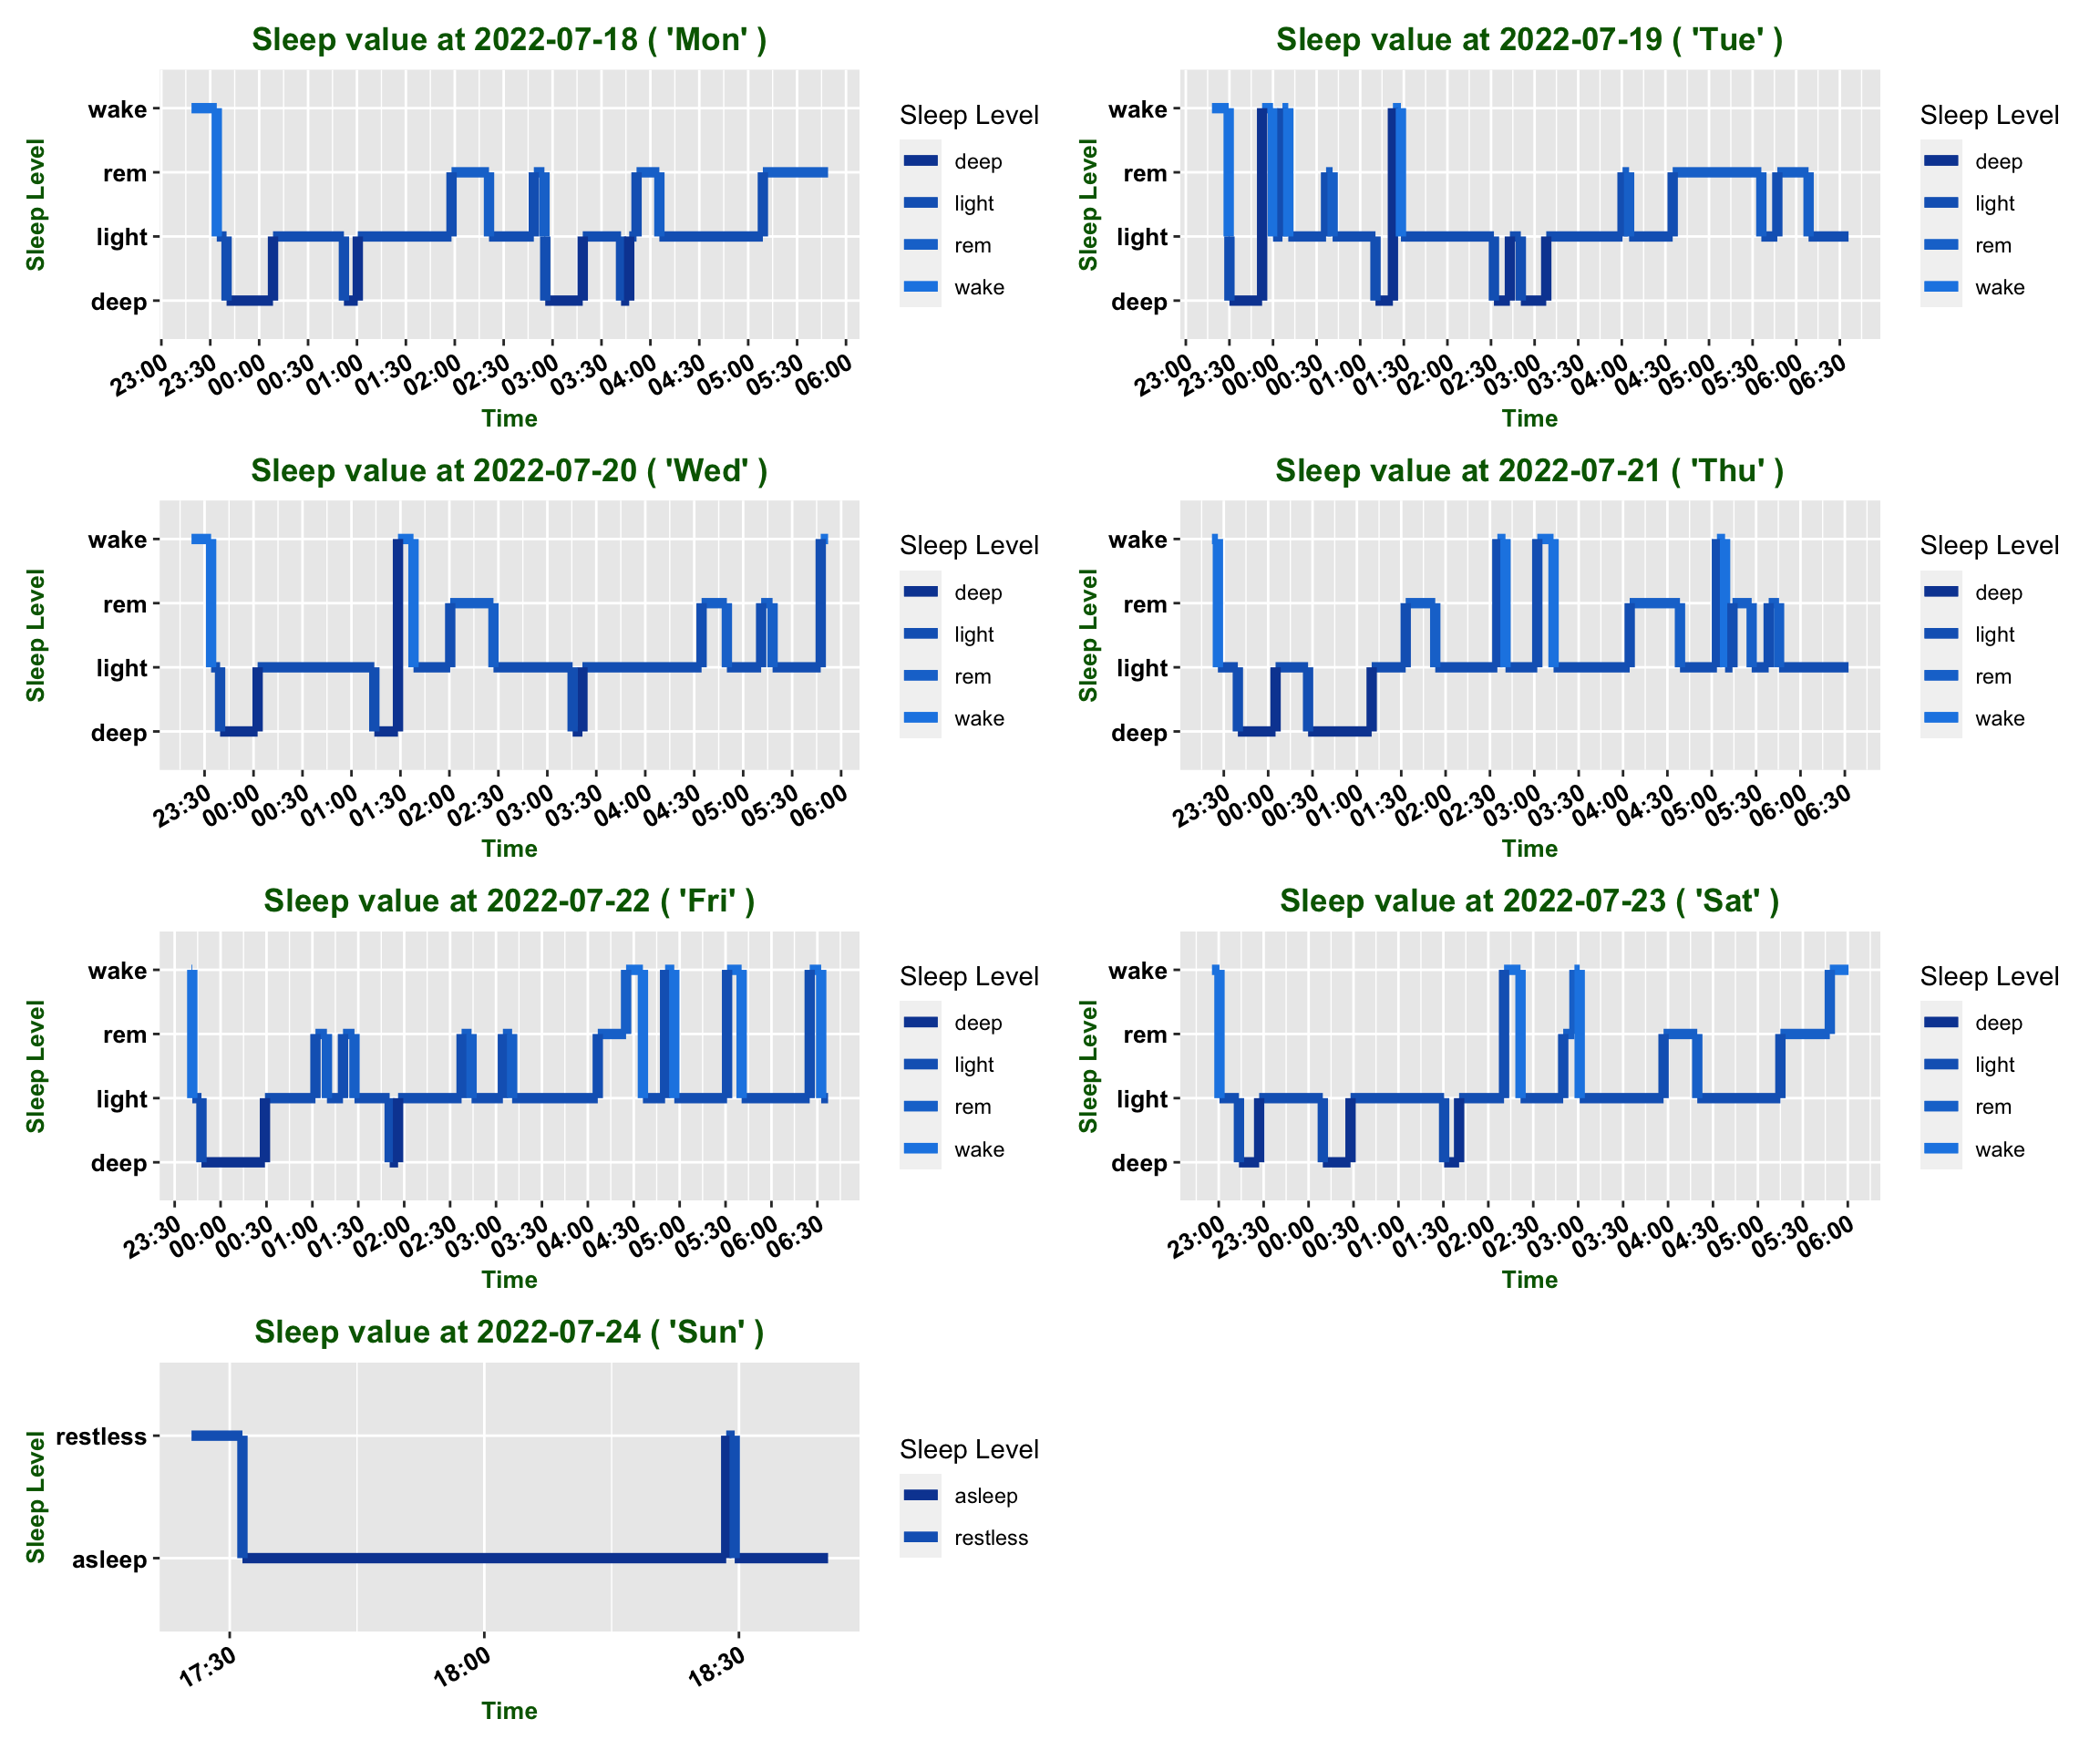 Sleep value at 2022-07-18 ( 'Mon' )
Sleep Level
wake
rem
light
deep
23:00 23:30 00:00 00:30 01:00 01:30 02:00 02:30 03:00 03:30 04:00 04:30 05:00 05:30 06:00
Time
Sleep Level
deep
light
rem
wake
Sleep value at 2022-07-19 ( 'Tue' )
Sleep Level
wake
rem
light
deep
23:00 23:30 00:00 00:30 01:00 01:30 02:00 02:30 03:00 03:30 04:00 04:30 05:00 05:30 06:00 06:30
Time
Sleep Level
deep
light
rem
wake
Sleep value at 2022-07-20 ( 'Wed' )
Sleep Level
wake
rem
light
deep
23:30 00:00 00:30 01:00 01:30 02:00 02:30 03:00 03:30 04:00 04:30 05:00 05:30 06:00
Time
Sleep Level
deep
light
rem
wake
Sleep value at 2022-07-21 ( 'Thu' )
Sleep Level
wake
rem
light
deep
23:30 00:00 00:30 01:00 01:30 02:00 02:30 03:00 03:30 04:00 04:30 05:00 05:30 06:00 06:30
Time
Sleep Level
deep
light
rem
wake
Sleep value at 2022-07-22 ( 'Fri' )
Sleep Level
wake
rem
light
deep
23:30 00:00 00:30 01:00 01:30 02:00 02:30 03:00 03:30 04:00 04:30 05:00 05:30 06:00 06:30
Time
Sleep Level
deep
light
rem
wake
Sleep value at 2022-07-23 ( 'Sat' )
Sleep Level
wake
rem
light
deep
23:00 23:30 00:00 00:30 01:00 01:30 02:00 02:30 03:00 03:30 04:00 04:30 05:00 05:30 06:00
Time
Sleep Level
deep
light
rem
wake
Sleep value at 2022-07-24 ( 'Sun' )
Sleep Level
restless
asleep
17:30 18:00 18:30
Time
Sleep Level
asleep
restless